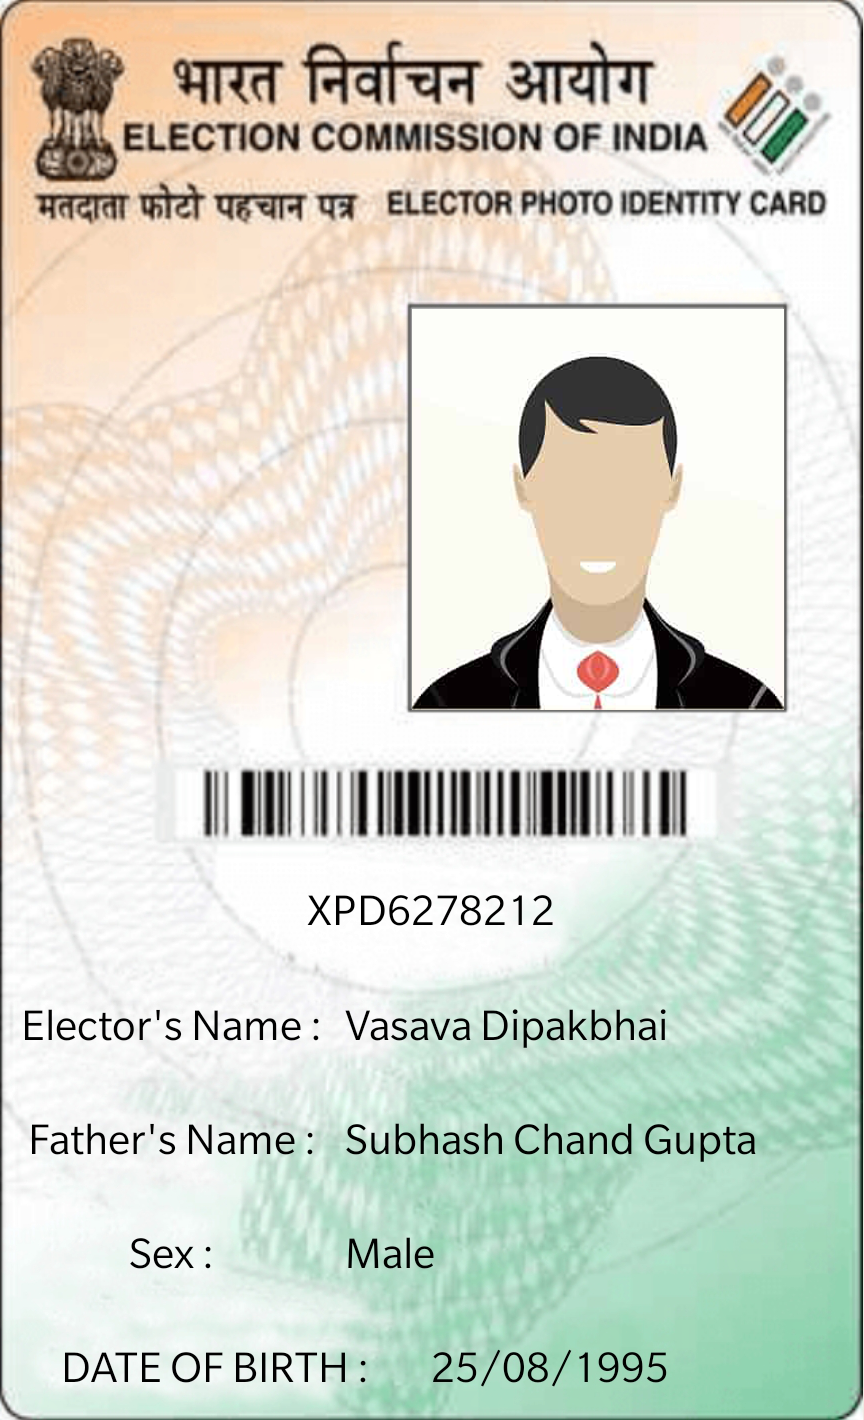 भारत निर्वाचन आयोग
ELECTION COMMISSION OF INDIA
मतदाता फोटो पहचान पत्र ELECTOR PHOTO IDENTITY CARD
XPD6278212
Elector's Name : Vasava Dipakbhai
Father's Name : Subhash Chand Gupta
Sex : Male
DATE OF BIRTH : 25/08/1995